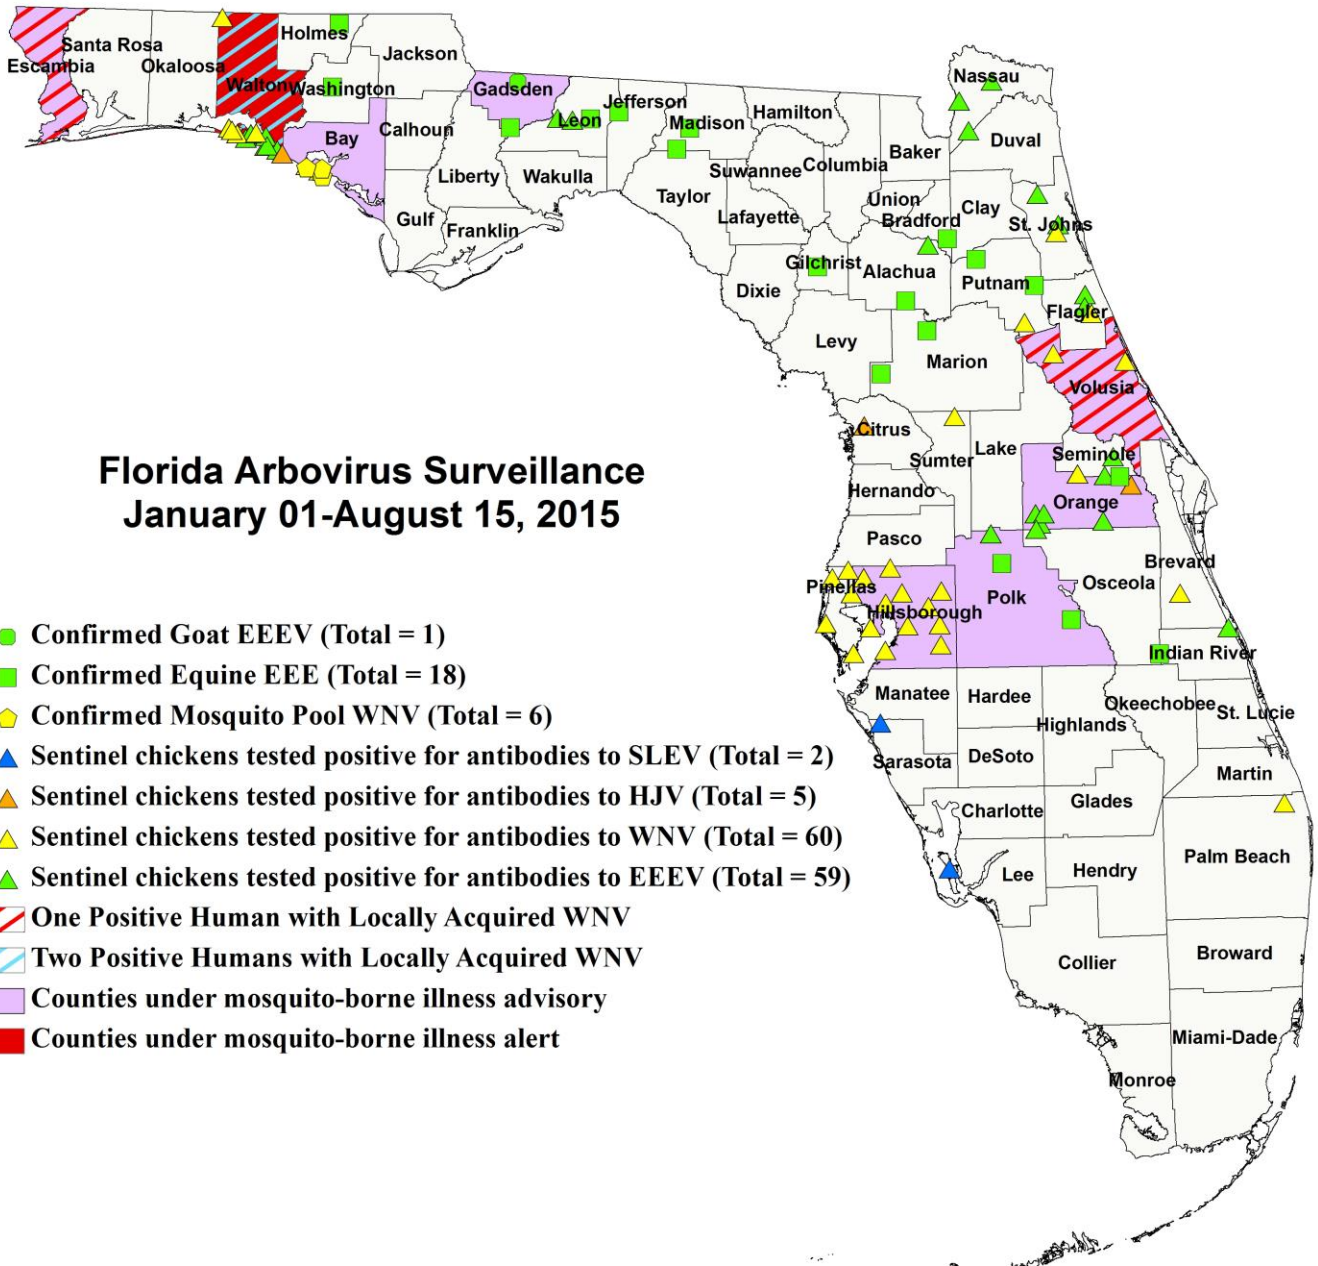 Holmes
Jackson
Santa Rosa
Escambia
Okaloosa
Walton
Washington
Gadsden
Jefferson
Leon
Madison
Hamilton
Nassau
Bay
Calhoun
Duval
Baker
Columbia
Suwannee
Liberty
Wakulla
Taylor
Lafayette
Union
Bradford
Clay
St. Johns
Gulf
Franklin
Gilchrist
Alachua
Putnam
Dixie
Flagler
Levy
Marion
Volusia
Citrus
Lake
Sumter
Seminole
Hernando
Orange
Pasco
Brevard
Osceola
Pinellas
Hillsborough
Polk
Indian River
Manatee
Hardee
Highlands
Okeechobee
St. Lucie
Sarasota
DeSoto
Martin
Charlotte
Glades
Palm Beach
Lee
Hendry
Broward
Collier
Miami-Dade
Monroe
Florida Arbovirus Surveillance
January 01-August 15, 2015
Confirmed Goat EEEV (Total = 1)
Confirmed Equine EEE (Total = 18)
Confirmed Mosquito Pool WNV (Total = 6)
Sentinel chickens tested positive for antibodies to SLEV (Total = 2)
Sentinel chickens tested positive for antibodies to HJV (Total = 5)
Sentinel chickens tested positive for antibodies to WNV (Total = 60)
Sentinel chickens tested positive for antibodies to EEEV (Total = 59)
One Positive Human with Locally Acquired WNV
Two Positive Humans with Locally Acquired WNV
Counties under mosquito-borne illness advisory
Counties under mosquito-borne illness alert